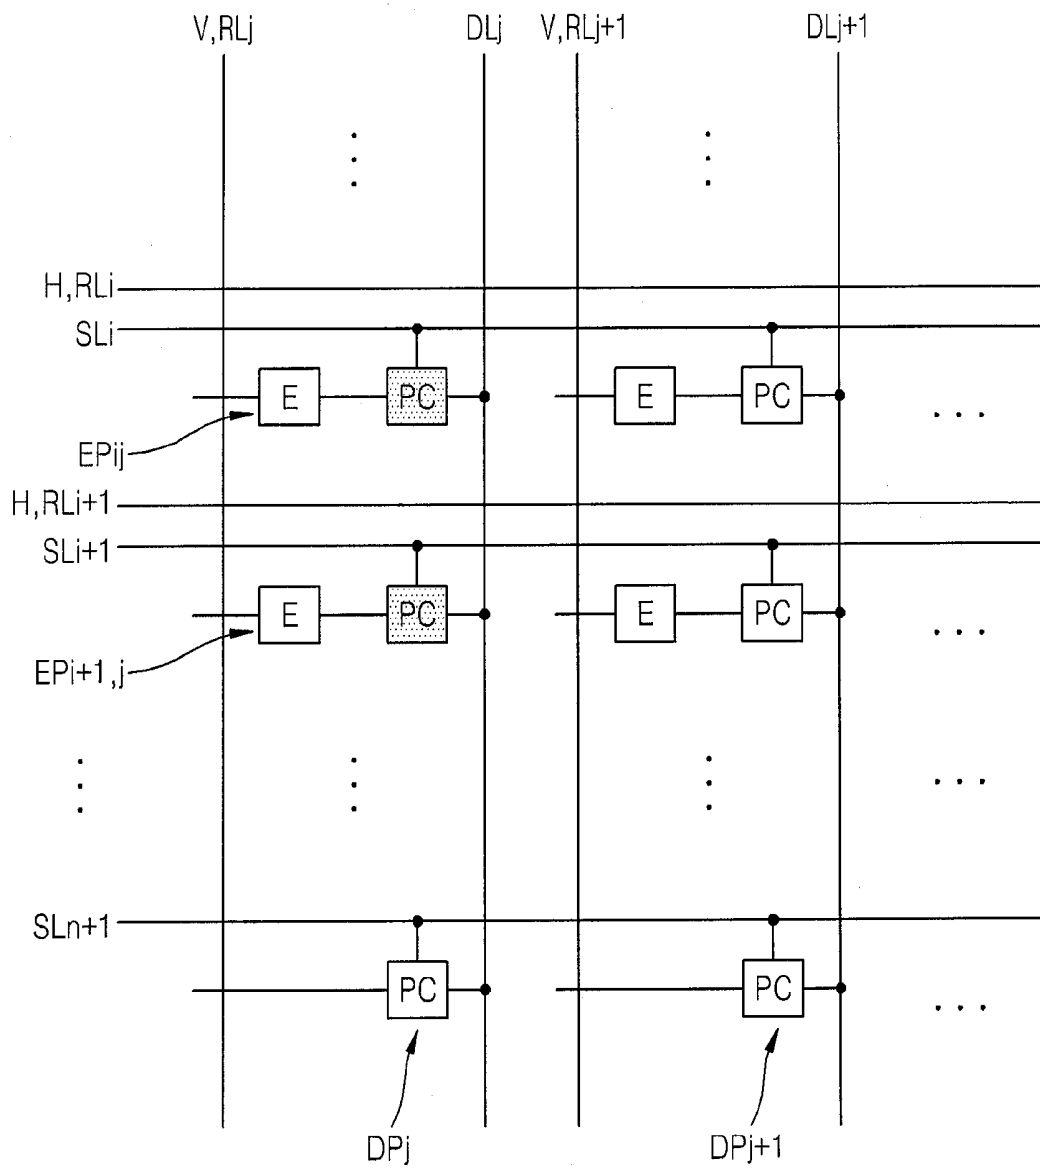 V,RLj DLj V,RLj+1 DLj+1
H,RLi
SLi
E PC E PC
EPij
H,RLi+1
SLi+1
E PC E PC
EPi+1,j
SLn+1
PC PC
DPj DPj+1